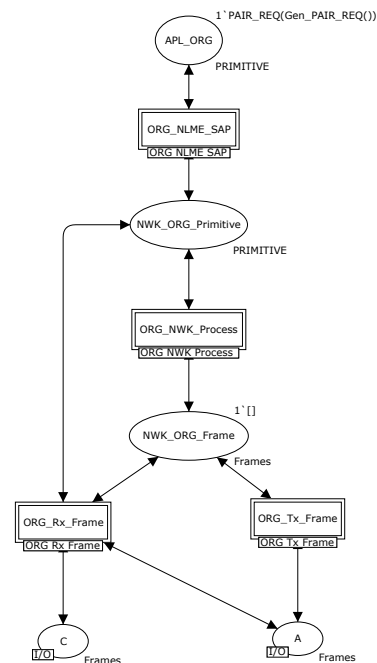 1`PAIR_REQ(Gen_PAIR_REQ())
APL_ORG
PRIMITIVE
ORG_NLME_SAP
ORG NLME SAP
NWK_ORG_Primitive
PRIMITIVE
ORG_NWK_Process
ORG NWK Process
1`[]
NWK_ORG_Frame
Frames
ORG_Rx_Frame
ORG Rx Frame
ORG_Tx_Frame
ORG Tx Frame
C
I/O
Frames
A
I/O
Frames